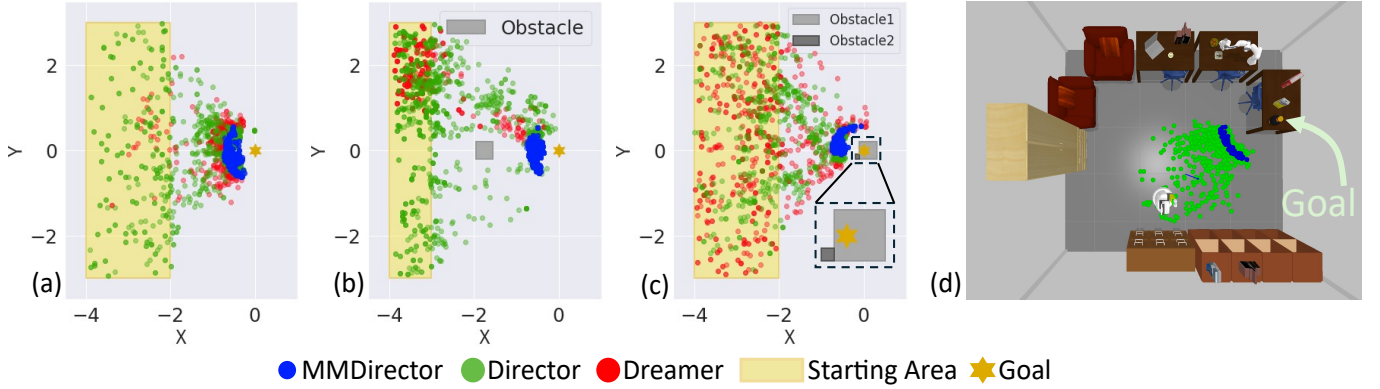 Obstacle
2
0
−2
Y
−4
−2
0
X
(a)
2
0
−2
Y
−4
−2
0
X
(b)
Obstacle1
Obstacle2
2
0
−2
Y
−4
−2
0
X
(c)
Goal
(d)
MMDirector Director Dreamer Starting Area Goal